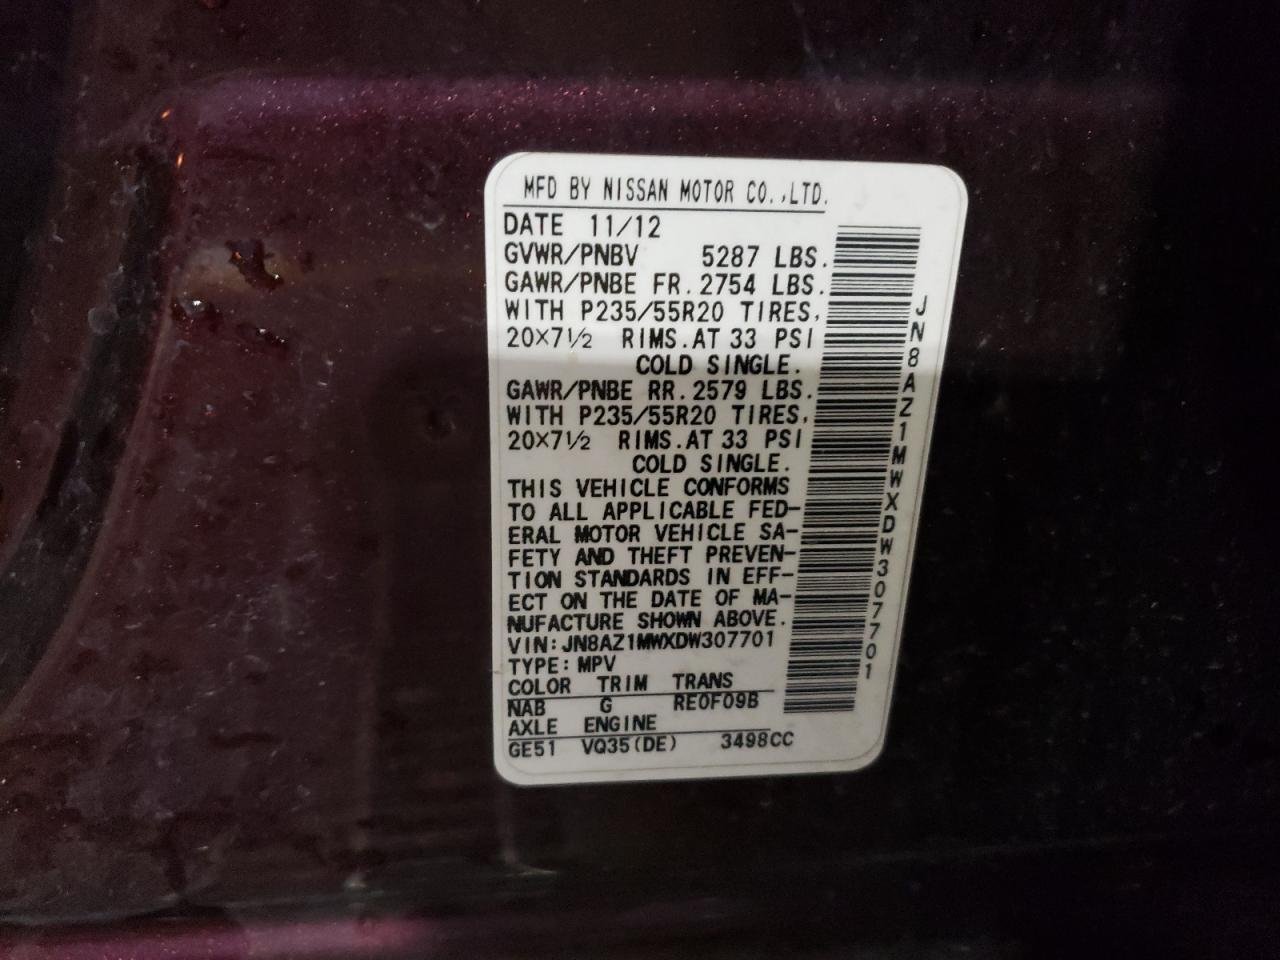 MFD BY NISSAN MOTOR CO.,LTD.
DATE 11/12
GVWR/PNBV 5287 LBS.
GAWR/PNBE FR. 2754 LBS.
WITH P235/55R20 TIRES,
20×7½ RIMS. AT 33 PSI
COLD SINGLE.
GAWR/PNBE RR. 2579 LBS.
WITH P235/55R20 TIRES,
20×7½ RIMS. AT 33 PSI
COLD SINGLE.
THIS VEHICLE CONFORMS
TO ALL APPLICABLE FED-
ERAL MOTOR VEHICLE SA-
FETY AND THEFT PREVEN-
TION STANDARDS IN EFF-
ECT ON THE DATE OF MA-
NUFACTURE SHOWN ABOVE.
VIN: JN8AZ1MWXDW307701
TYPE: MPV
COLOR TRIM TRANS
NAB G RE0F09B
AXLE ENGINE
GE51 VQ35(DE) 3498CC
JN8AZ1MWXDW307701